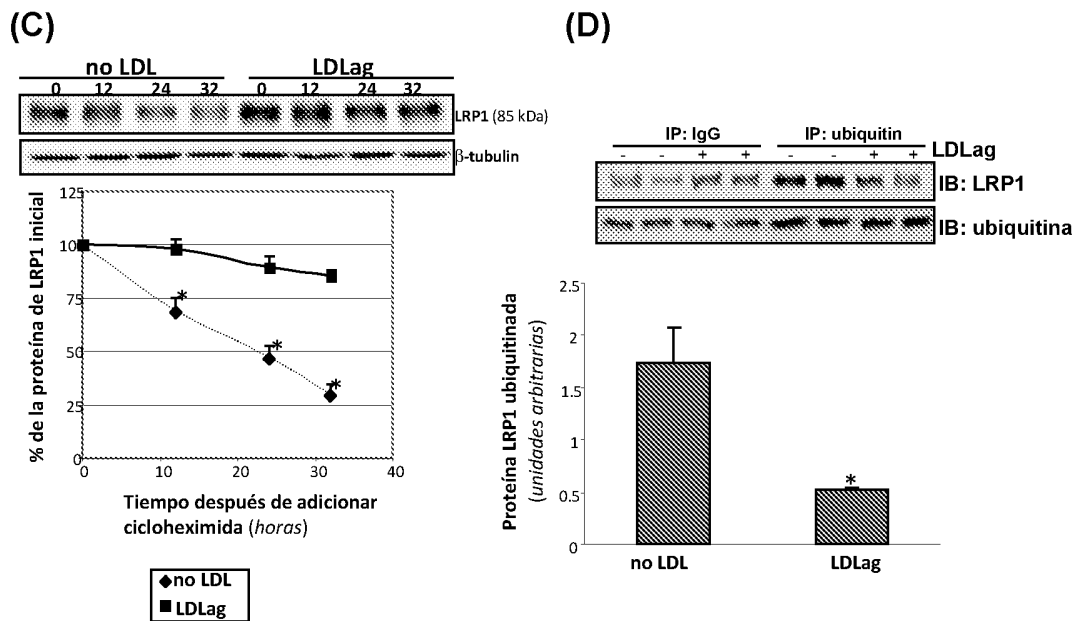 (C)
no LDL LDLag
0 12 24 32 0 12 24 32
LRP1 (85 kDa)
β-tubulin
% de la proteína de LRP1 inicial
125
100
75
50
25
0
* * *
0 10 20 30 40
Tiempo después de adicionar
cicloheximida (horas)
no LDL
LDLag
(D)
IP: IgG IP: ubiquitin
- - + + - - + + LDLag
IB: LRP1
IB: ubiquitina
Proteína LRP1 ubiquitinada
(unidades arbitrarias)
2.5
2
1.5
1
0.5
0
*
no LDL LDLag